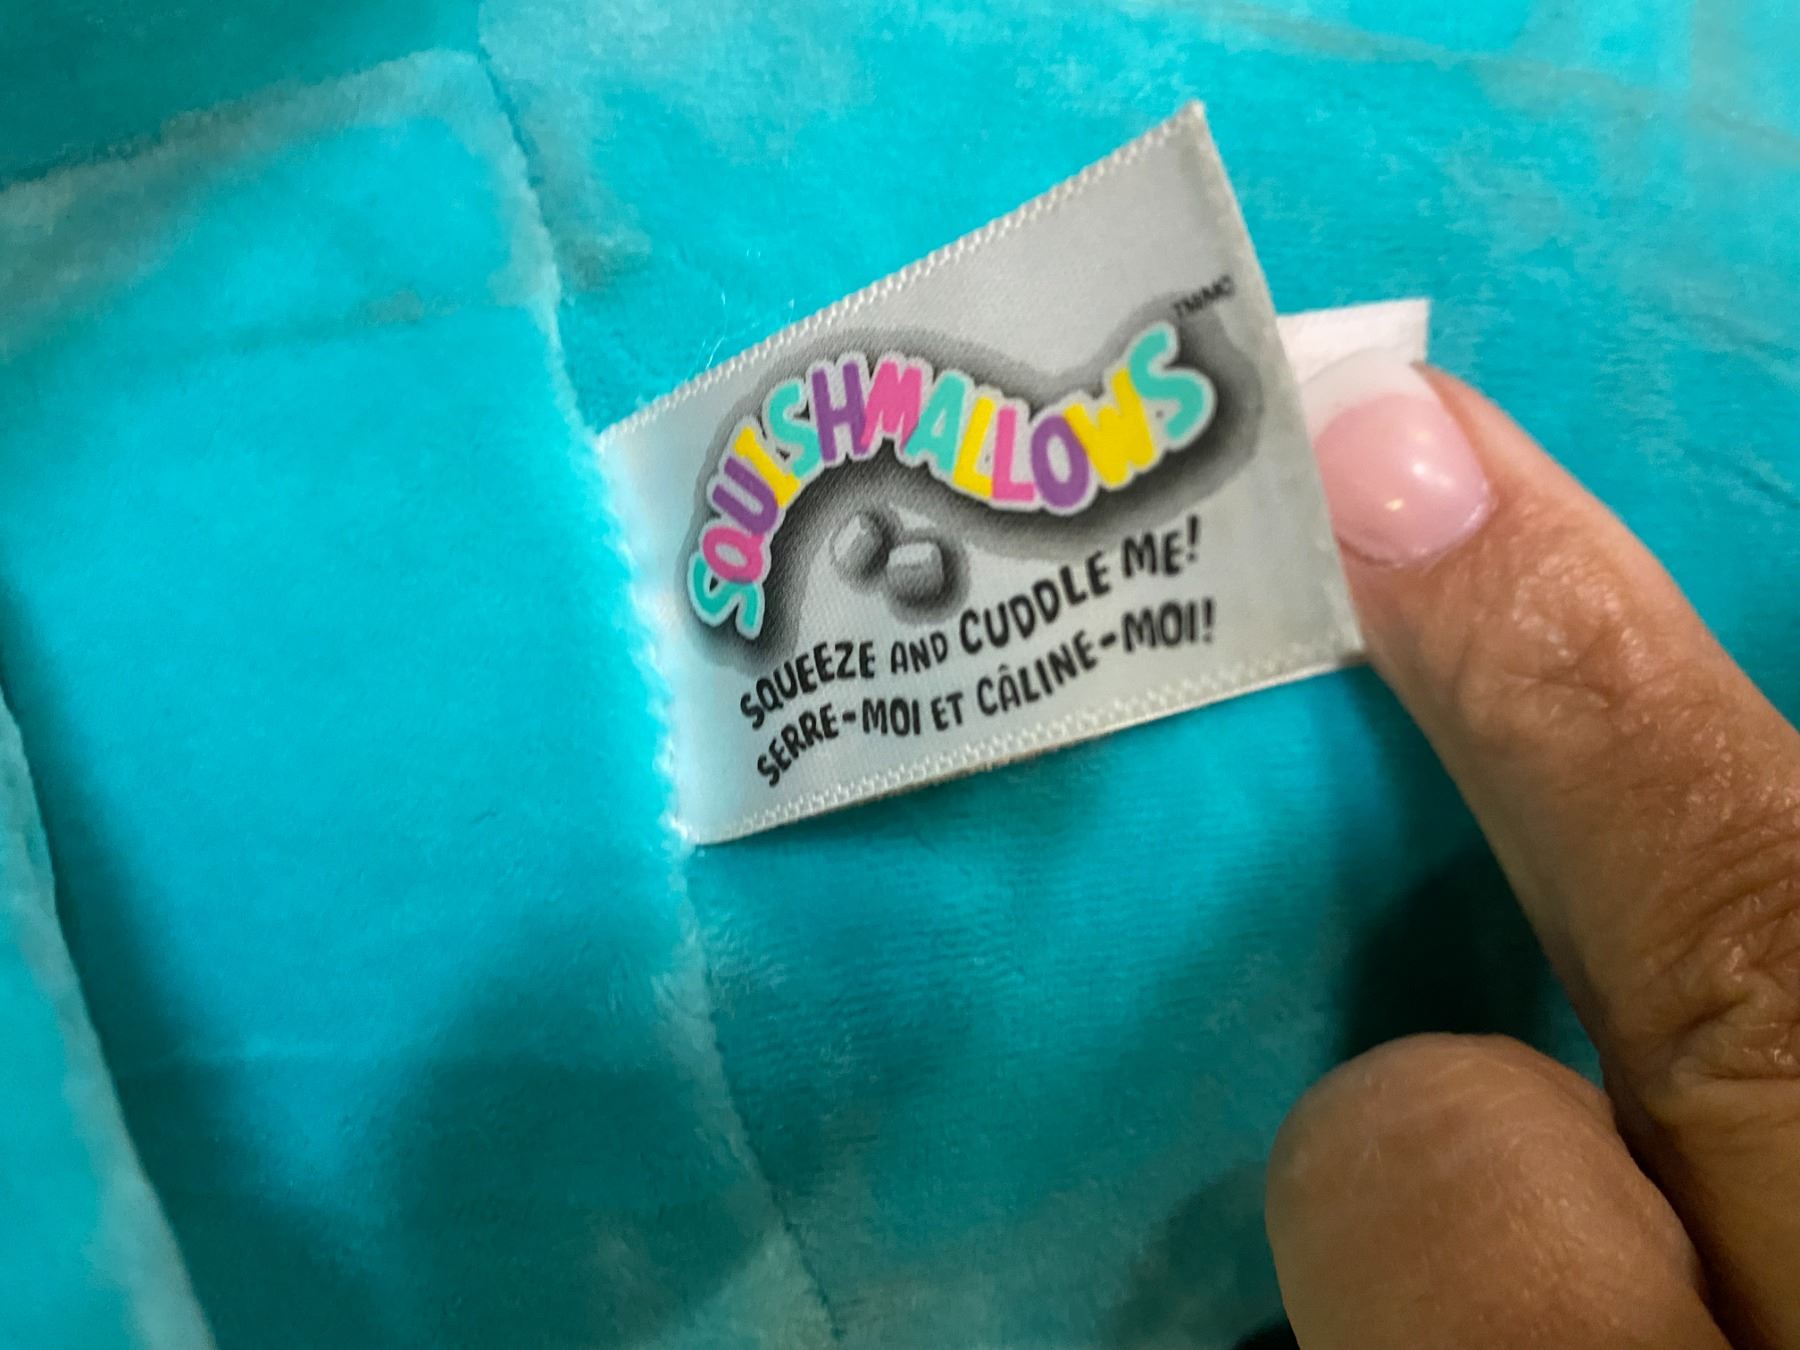 SQUISHMALLOWS
TM/MC
SQUEEZE AND CUDDLE ME!
SERRE-MOI ET CÂLINE-MOI!